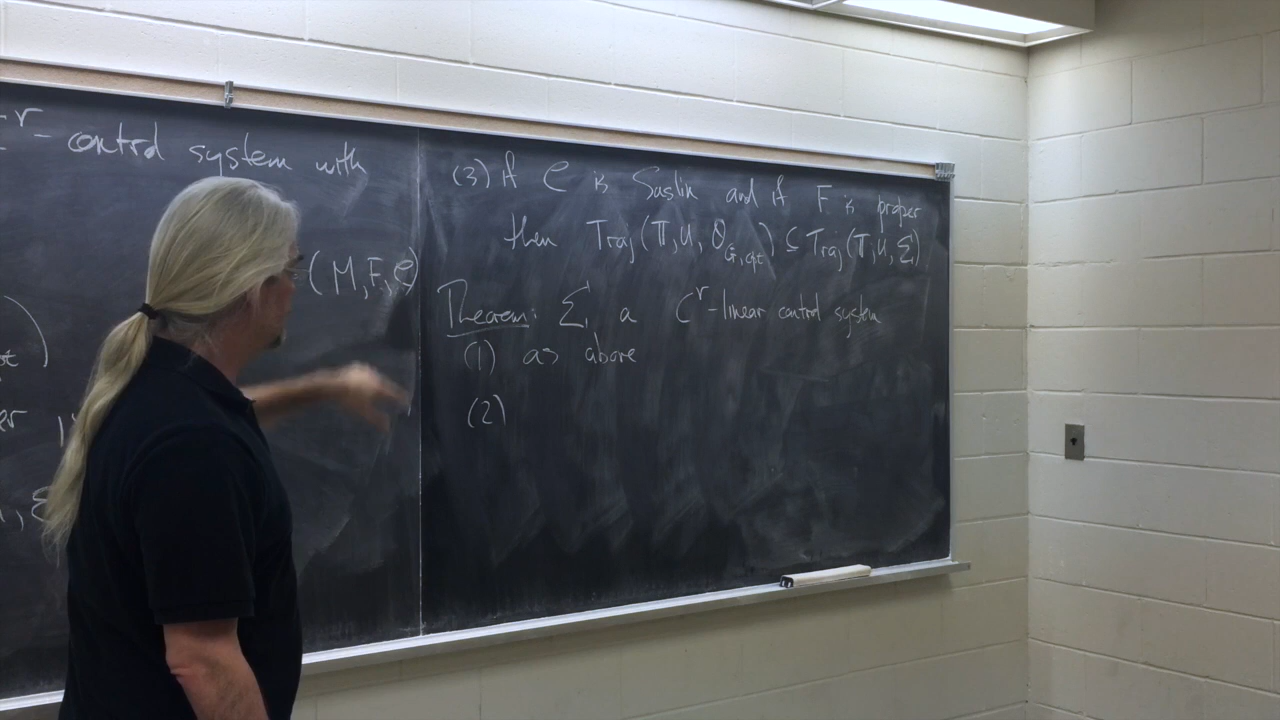 r - control system with
(M, F, C)
(3) if C is Suslin and if F is proper
then Traj(𝕋, U, O_{G,opt}) ⊆ Traj(𝕋, U, Σ)
Theorem: Σ a C^r-linear control system
(1) as above
(2)